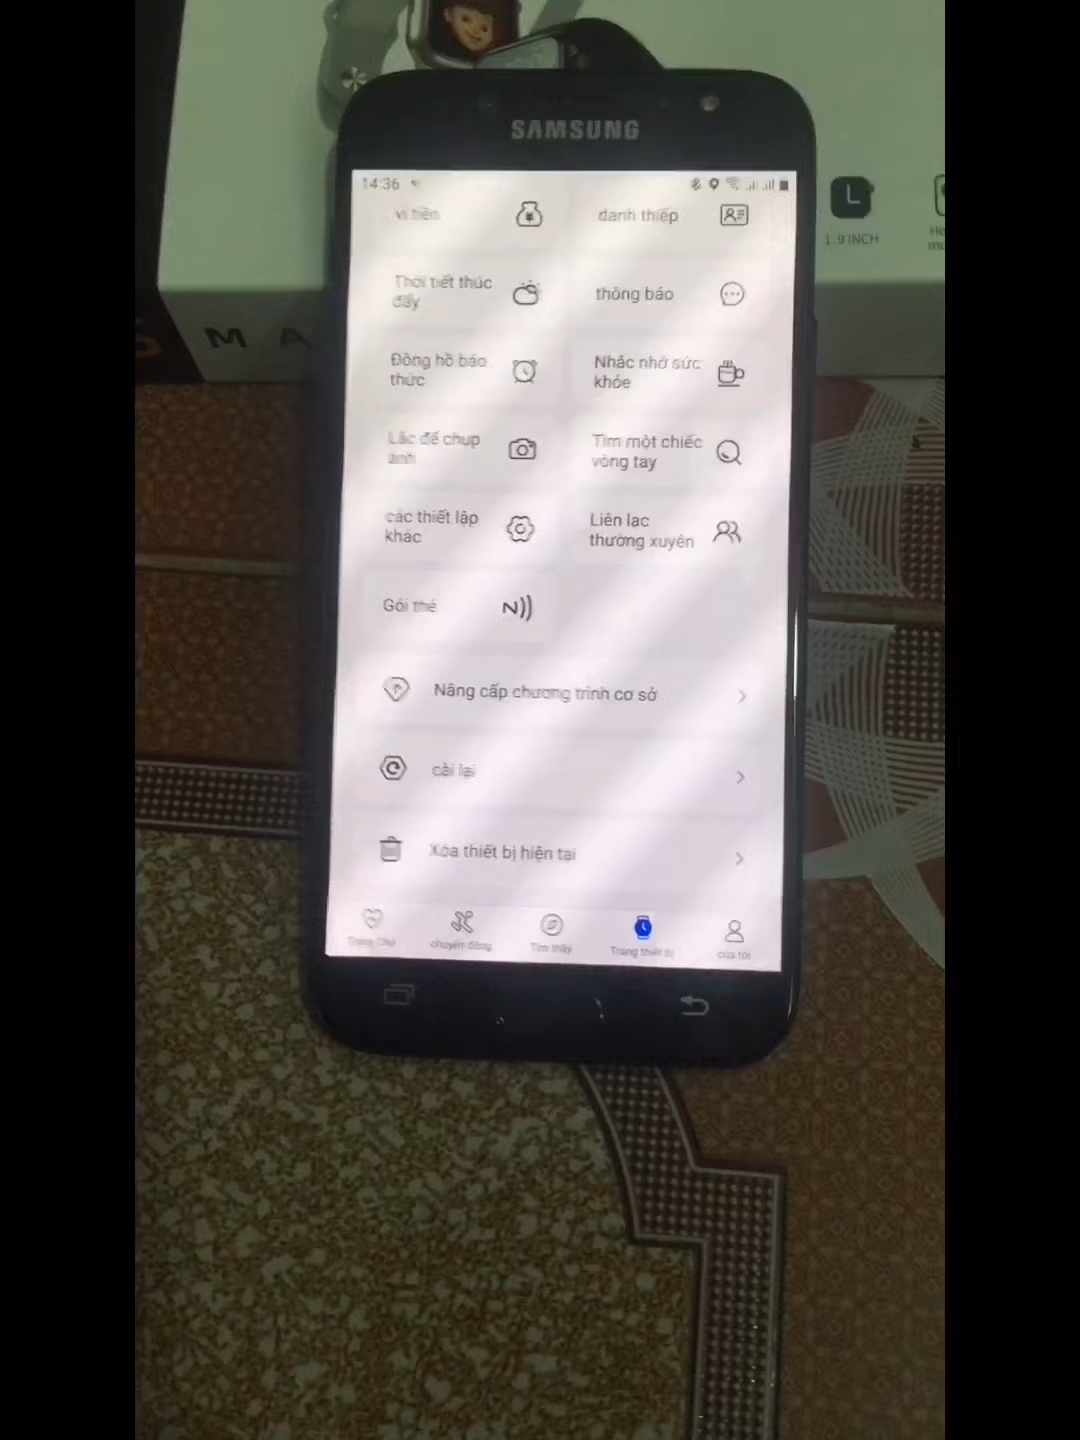 SAMSUNG
14:36
ví tiền
danh thiếp
Thời tiết thúc
đẩy
thông báo
Đồng hồ báo
thức
Nhắc nhở sức
khỏe
Lắc để chụp
ảnh
Tìm một chiếc
vòng tay
các thiết lập
khác
Liên lạc
thường xuyên
Gói thẻ
N
Nâng cấp chương trình cơ sở
cài lại
Xóa thiết bị hiện tại
Trang Chủ
chuyển động
Tìm thấy
Trang thiết bị
của tôi
L
1.9 INCH
He
M A